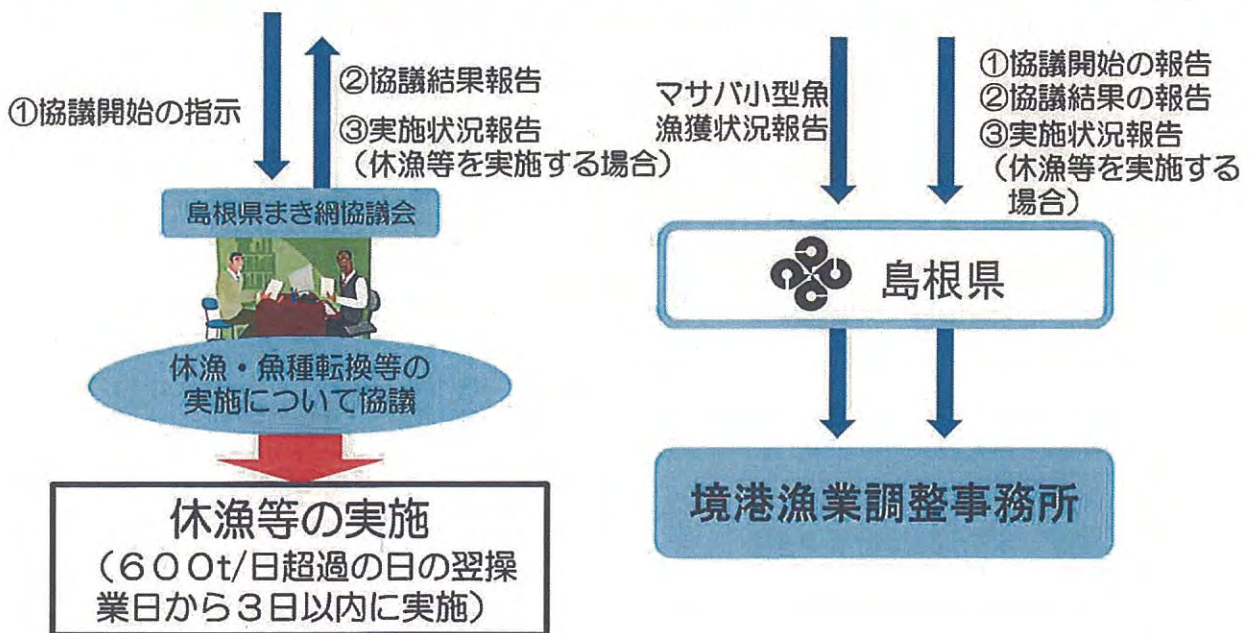 ①協議開始の指示
②協議結果報告
③実施状況報告
（休漁等を実施する場合）
島根県まき網協議会
休漁・魚種転換等の
実施について協議
休漁等の実施
（６００t/日超過の日の翌操
業日から３日以内に実施）
マサバ小型魚
漁獲状況報告
①協議開始の報告
②協議結果の報告
③実施状況報告
（休漁等を実施する
場合）
島根県
境港漁業調整事務所